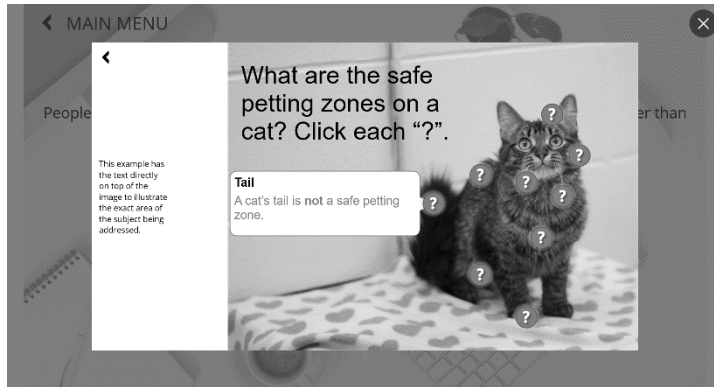 MAIN MENU
People
er than
What are the safe
petting zones on a
cat? Click each “?”.
This example has
the text directly
on top of the
image to illustrate
the exact area of
the subject being
addressed.
Tail
A cat's tail is not a safe petting
zone.
?
?
?
?
?
?
?
?
?